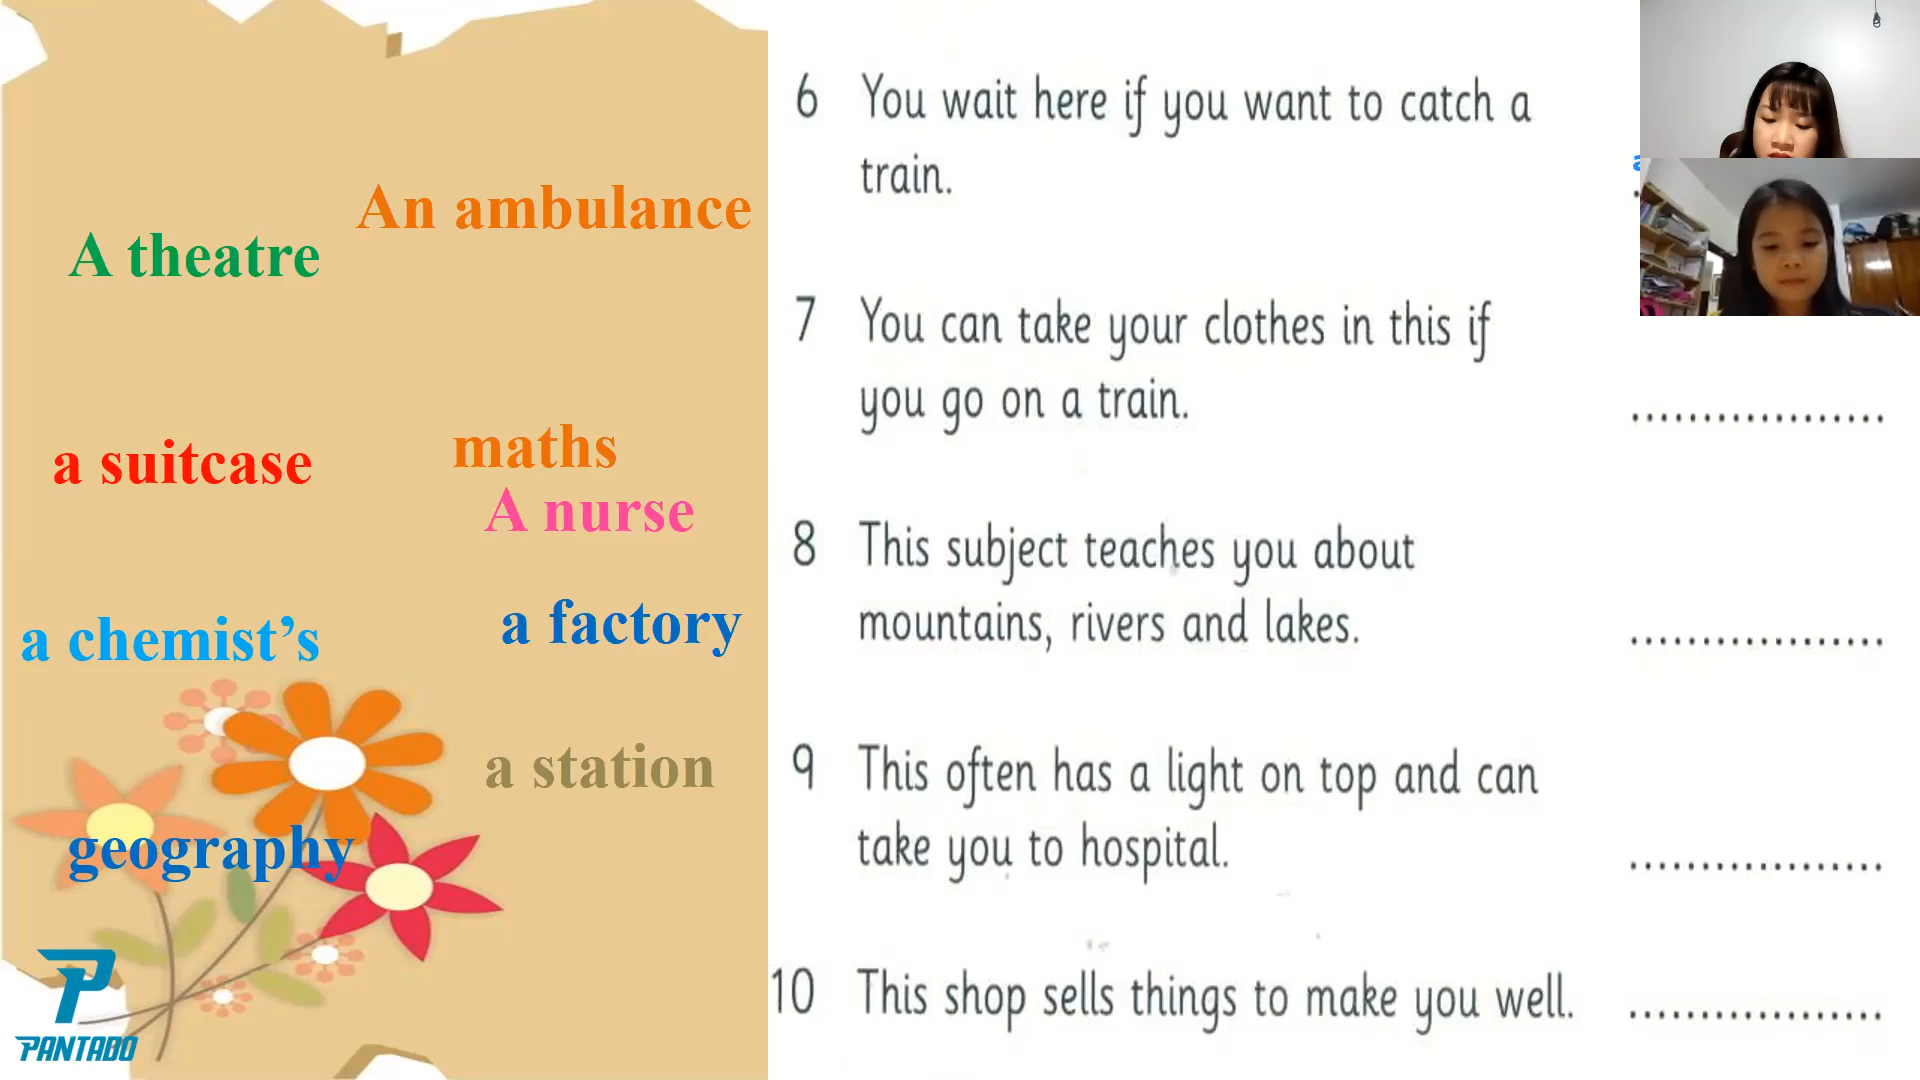 An ambulance
A theatre
a suitcase
maths
A nurse
a factory
a chemist’s
a station
geography
PANTADO
6 You wait here if you want to catch a
train.
7 You can take your clothes in this if
you go on a train. ..................
8 This subject teaches you about
mountains, rivers and lakes. ..................
9 This often has a light on top and can
take you to hospital. ..................
10 This shop sells things to make you well. ..................